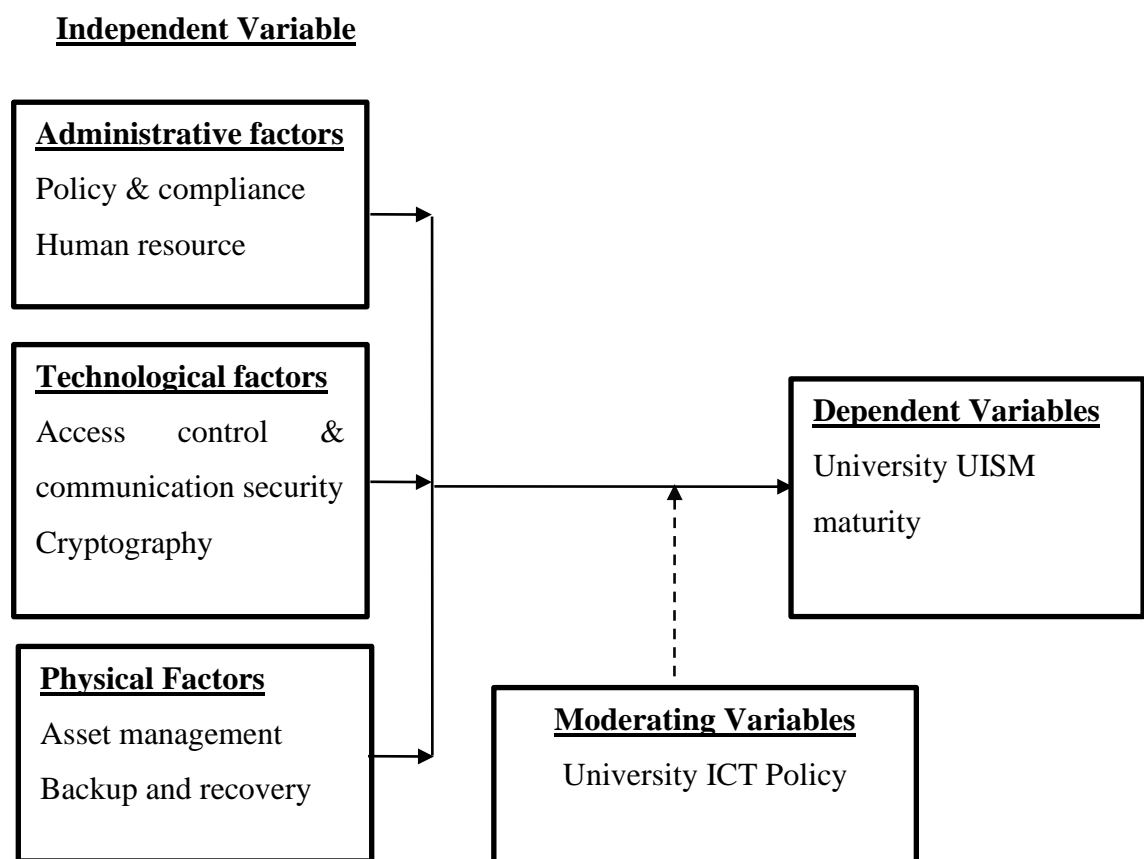 Independent Variable
Administrative factors
Policy & compliance
Human resource
Technological factors
Access control &
communication security
Cryptography
Physical Factors
Asset management
Backup and recovery
Dependent Variables
University UISM
maturity
Moderating Variables
University ICT Policy